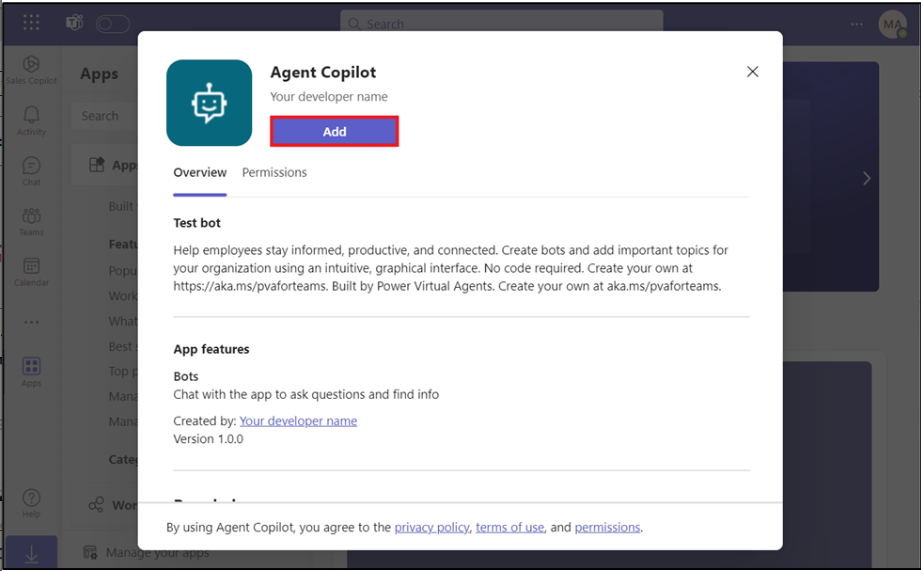 Search
MA
Sales Copilot
Activity
Chat
Teams
Calendar
Apps
Help
Apps
Search
Built
Popu
Work
What
Best
Top p
Mana
Mana
Manage your apps
Agent Copilot
Your developer name
Add
Overview Permissions
Test bot
Help employees stay informed, productive, and connected. Create bots and add important topics for
your organization using an intuitive, graphical interface. No code required. Create your own at
https://aka.ms/pvaforteams. Built by Power Virtual Agents. Create your own at aka.ms/pvaforteams.
App features
Bots
Chat with the app to ask questions and find info
Created by: Your developer name
Version 1.0.0
By using Agent Copilot, you agree to the privacy policy, terms of use, and permissions.